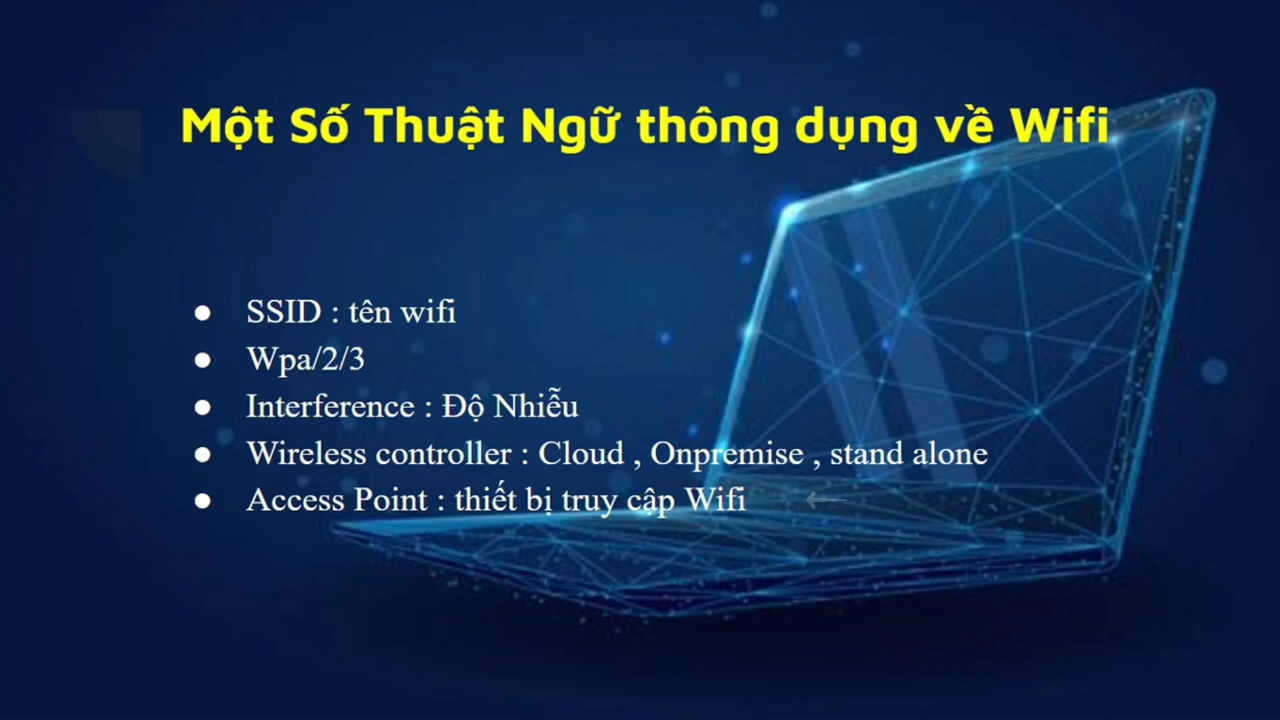 Một Số Thuật Ngữ thông dụng về Wifi
● SSID : tên wifi
● Wpa/2/3
● Interference : Độ Nhiễu
● Wireless controller : Cloud , Onpremise , stand alone
● Access Point : thiết bị truy cập Wifi